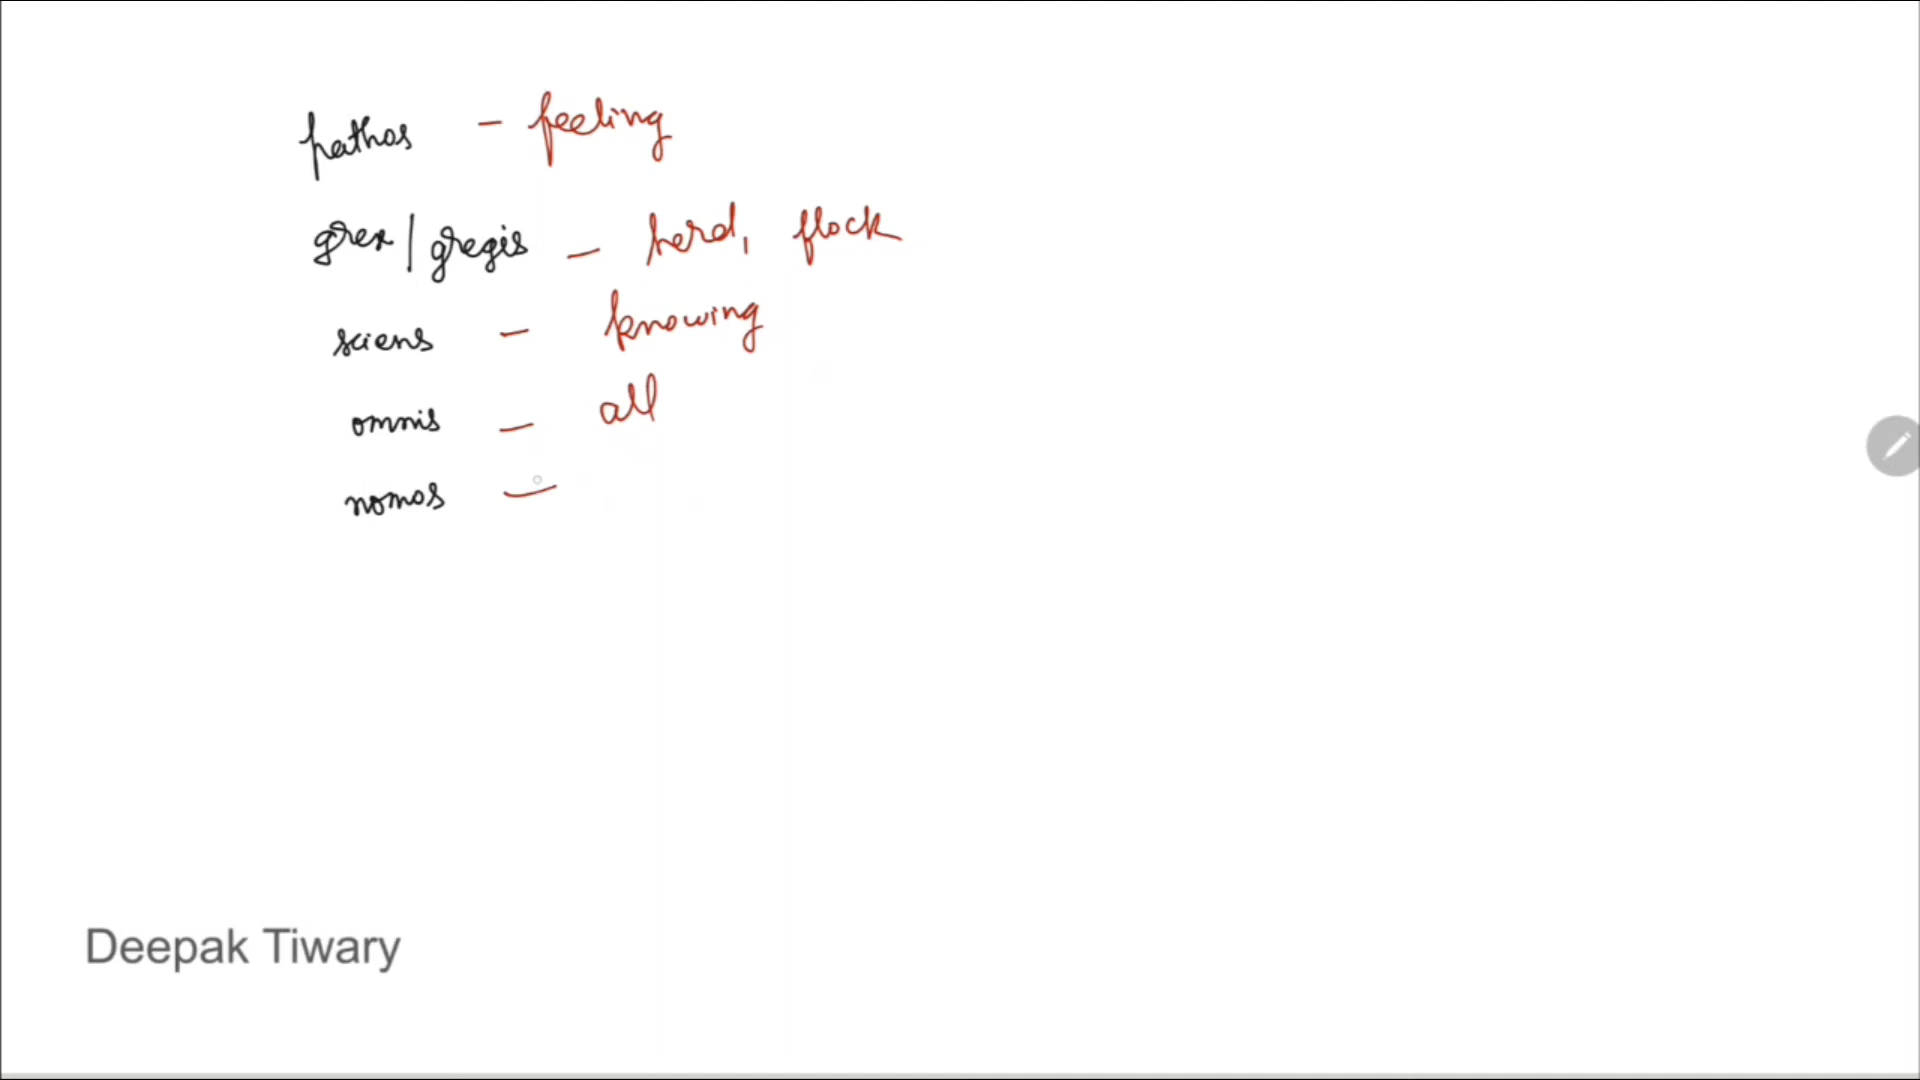 pathos - feeling
grex/gregis - herd, flock
sciens - knowing
omnis - all
nomos -
Deepak Tiwary